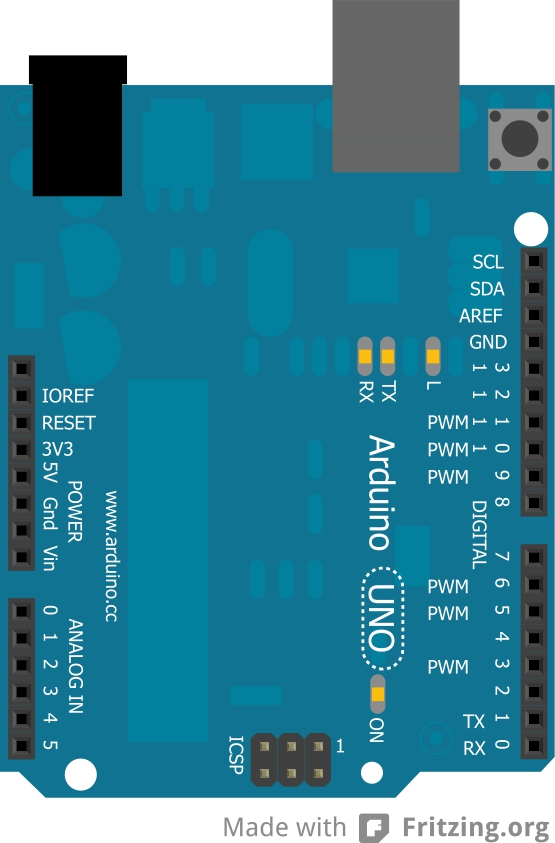 SCL
SDA
AREF
GND
13
12
PWM 11
PWM 10
PWM 9
8
DIGITAL
7
PWM 6
PWM 5
4
PWM 3
2
TX 1
RX 0
RX
TX
L
Arduino
UNO
ON
IOREF
RESET
3V3
5V
Gnd
Vin
POWER
www.arduino.cc
ANALOG IN
0
1
2
3
4
5
ICSP
1
Made with Fritzing.org